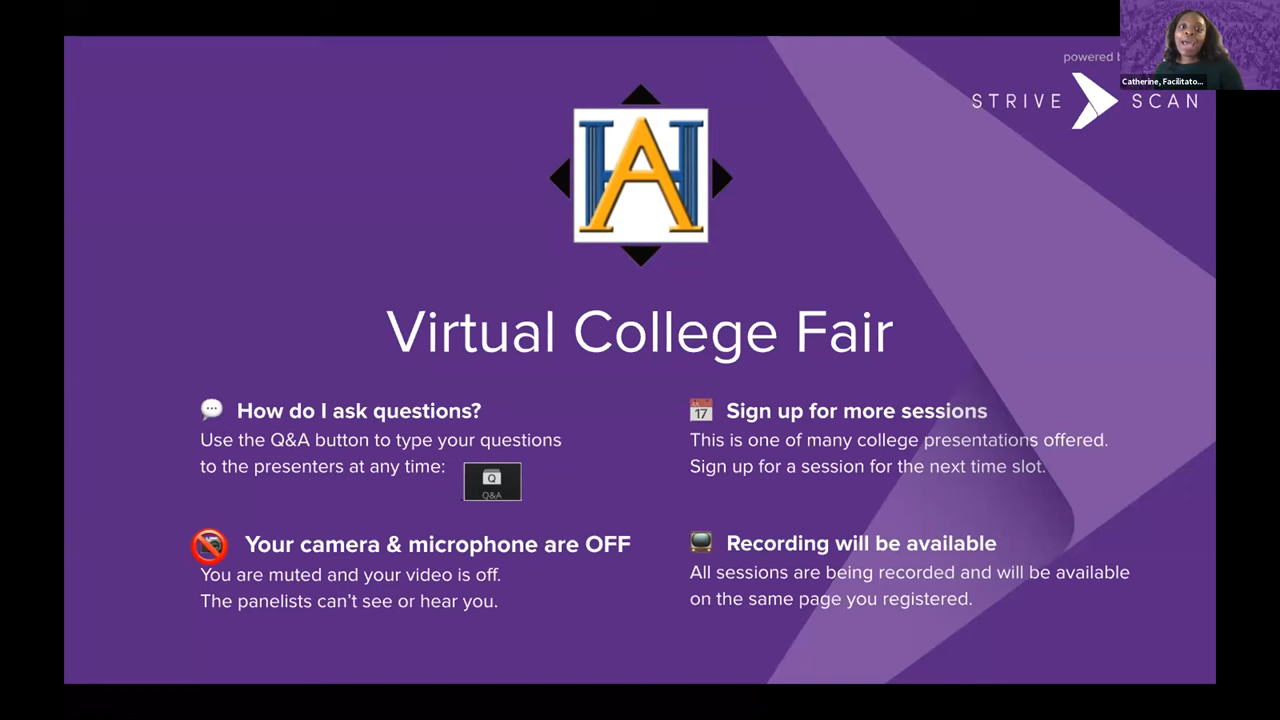 powered b
STRIVE SCAN
Catherine, Facilitato...
HA
Virtual College Fair
How do I ask questions?
Use the Q&A button to type your questions
to the presenters at any time:
Q
Q&A
17
Sign up for more sessions
This is one of many college presentations offered.
Sign up for a session for the next time slot.
Your camera & microphone are OFF
You are muted and your video is off.
The panelists can’t see or hear you.
Recording will be available
All sessions are being recorded and will be available
on the same page you registered.